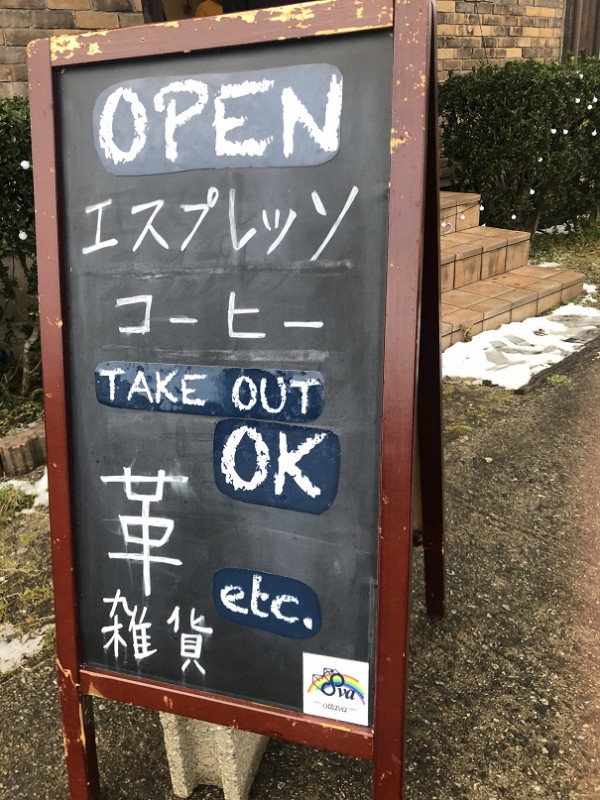 OPEN
エスプレッソ
コーヒー
TAKE OUT
OK
革
etc.
雑貨
8va
-ottava-